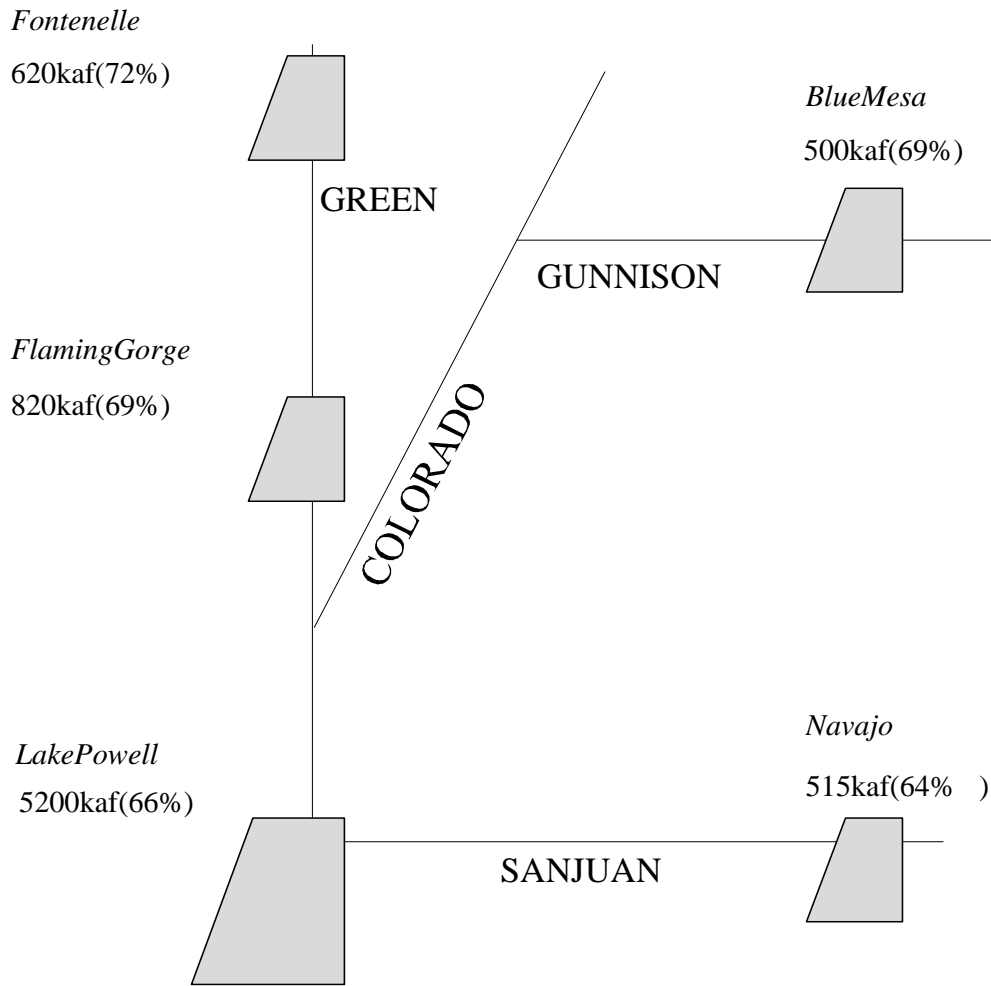 Fontenelle
620kaf(72%)
BlueMesa
500kaf(69%)
GREEN
GUNNISON
FlamingGorge
820kaf(69%)
COLORADO
LakePowell
5200kaf(66%)
Navajo
515kaf(64% )
SANJUAN